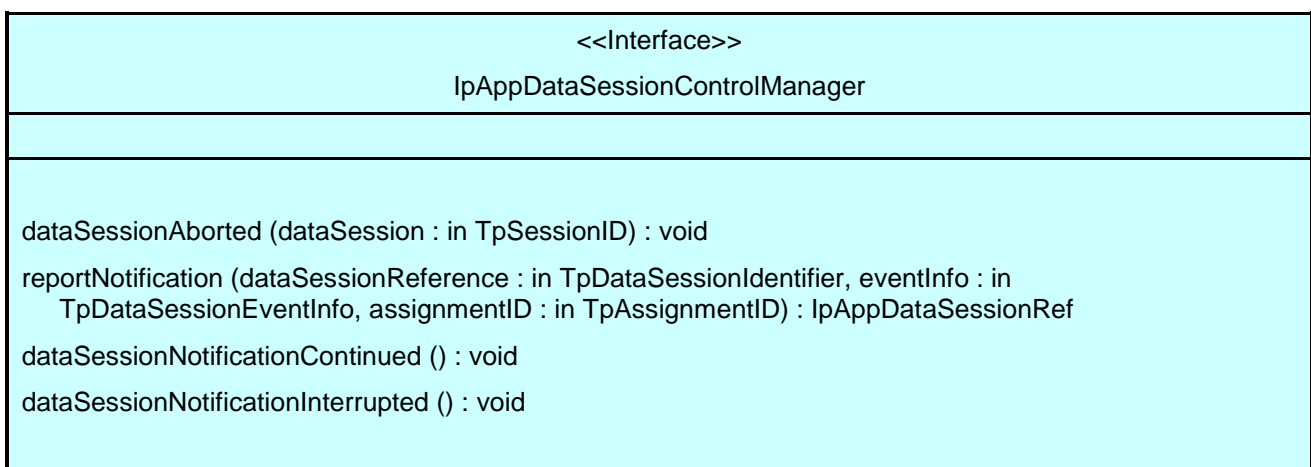 <<Interface>>
IpAppDataSessionControlManager
dataSessionAborted (dataSession : in TpSessionID) : void
reportNotification (dataSessionReference : in TpDataSessionIdentifier, eventInfo : in
TpDataSessionEventInfo, assignmentID : in TpAssignmentID) : IpAppDataSessionRef
dataSessionNotificationContinued () : void
dataSessionNotificationInterrupted () : void